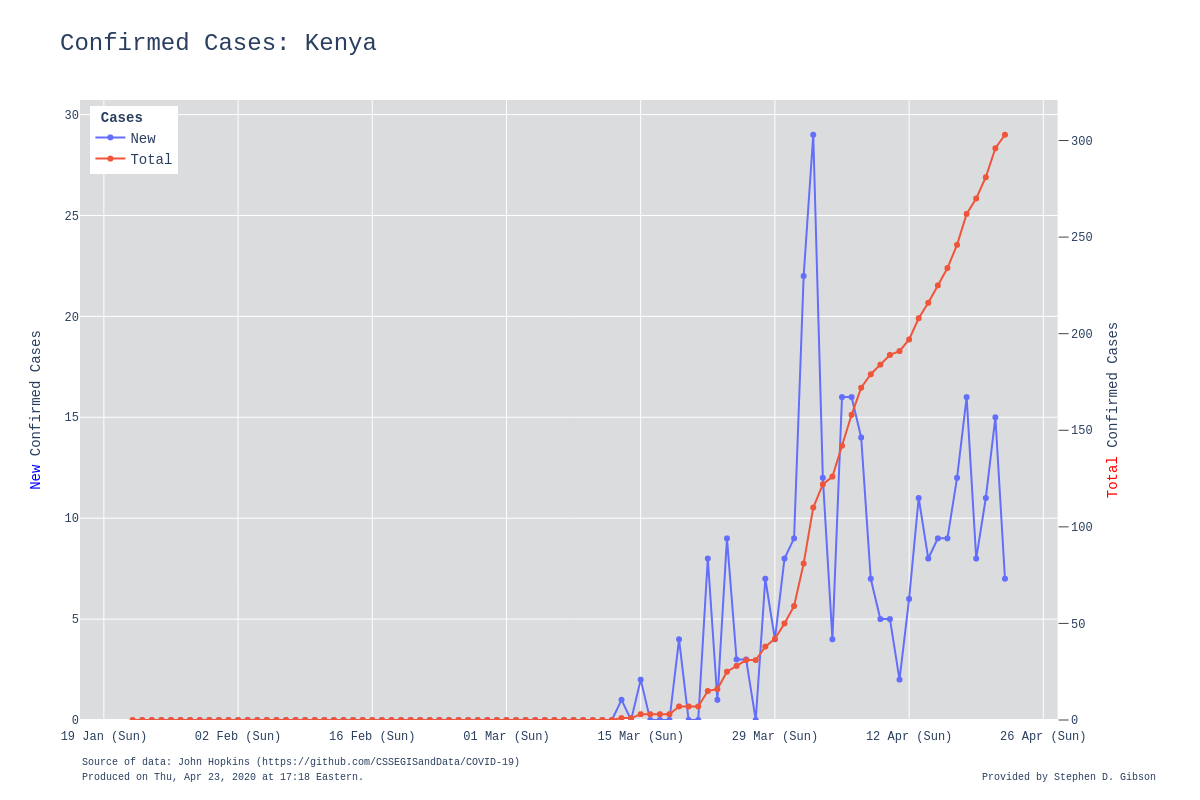 Confirmed Cases: Kenya
Cases
New
Total
30
25
20
15
10
5
0
New Confirmed Cases
300
250
200
150
100
50
0
Total Confirmed Cases
19 Jan (Sun) 02 Feb (Sun) 16 Feb (Sun) 01 Mar (Sun) 15 Mar (Sun) 29 Mar (Sun) 12 Apr (Sun) 26 Apr (Sun)
Source of data: John Hopkins (https://github.com/CSSEGISandData/COVID-19)
Produced on Thu, Apr 23, 2020 at 17:18 Eastern.
Provided by Stephen D. Gibson